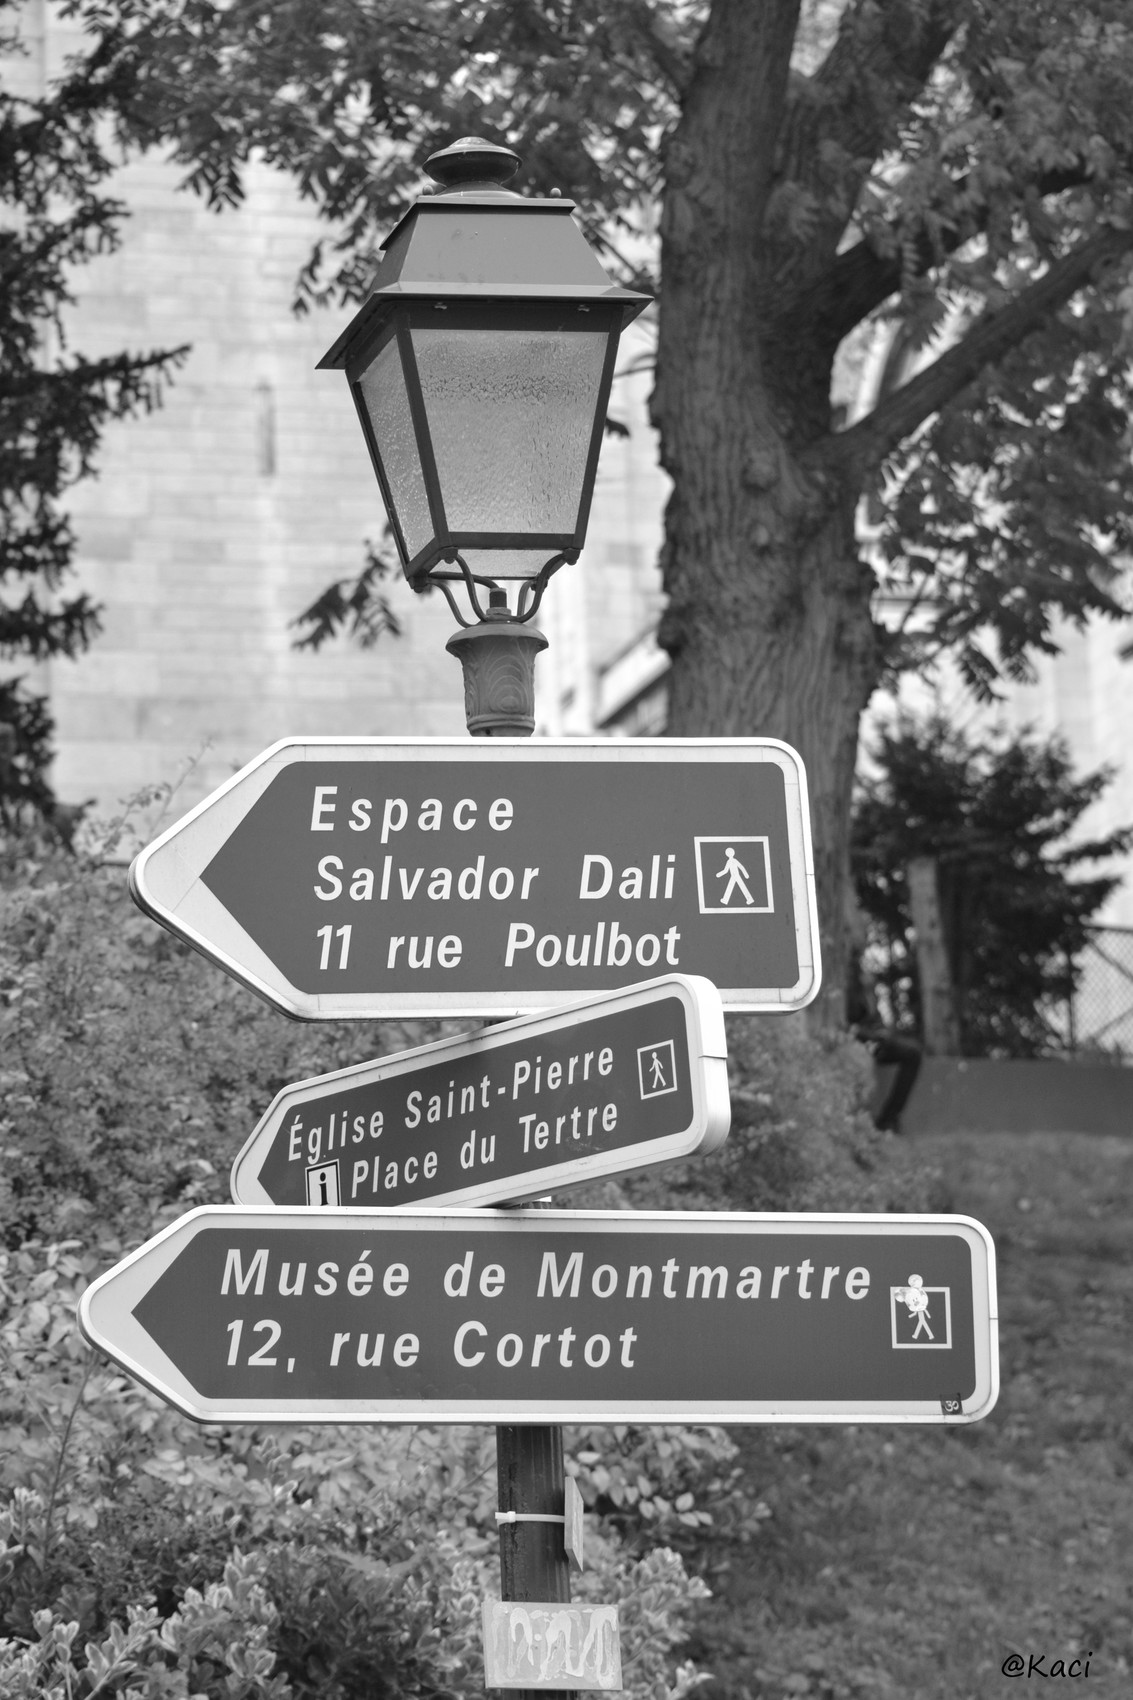 Espace
Salvador Dali
11 rue Poulbot
Église Saint-Pierre
i Place du Tertre
Musée de Montmartre
12, rue Cortot
30
@Kaci